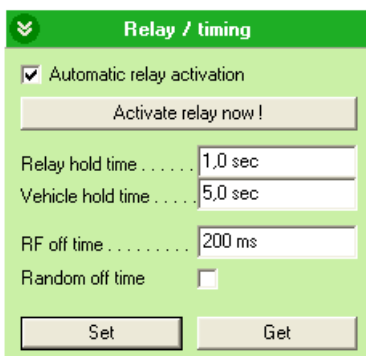 Relay / timing
Automatic relay activation
Activate relay now !
Relay hold time . . . . . . 1,0 sec
Vehicle hold time . . . . . 5,0 sec
RF off time . . . . . . . . . 200 ms
Random off time
Set Get